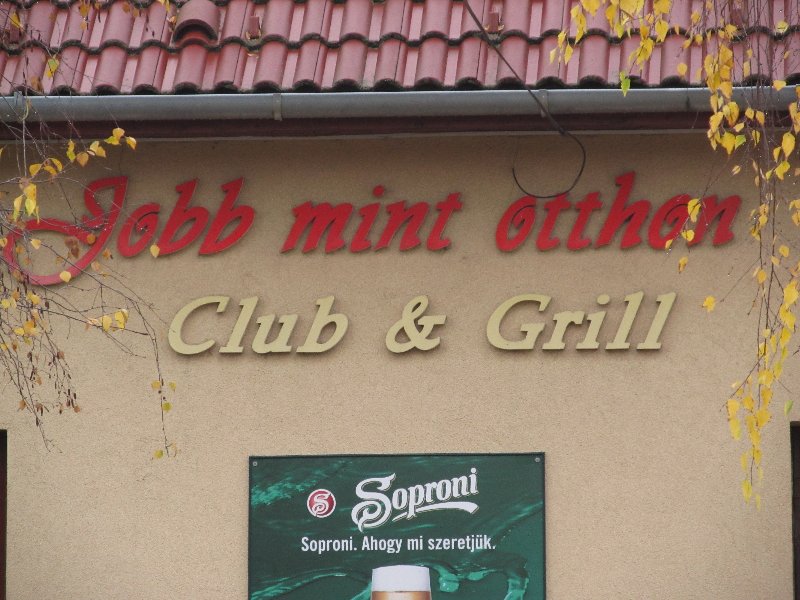 Jobb mint otthon
Club & Grill
S Soproni
Soproni. Ahogy mi szeretjük.